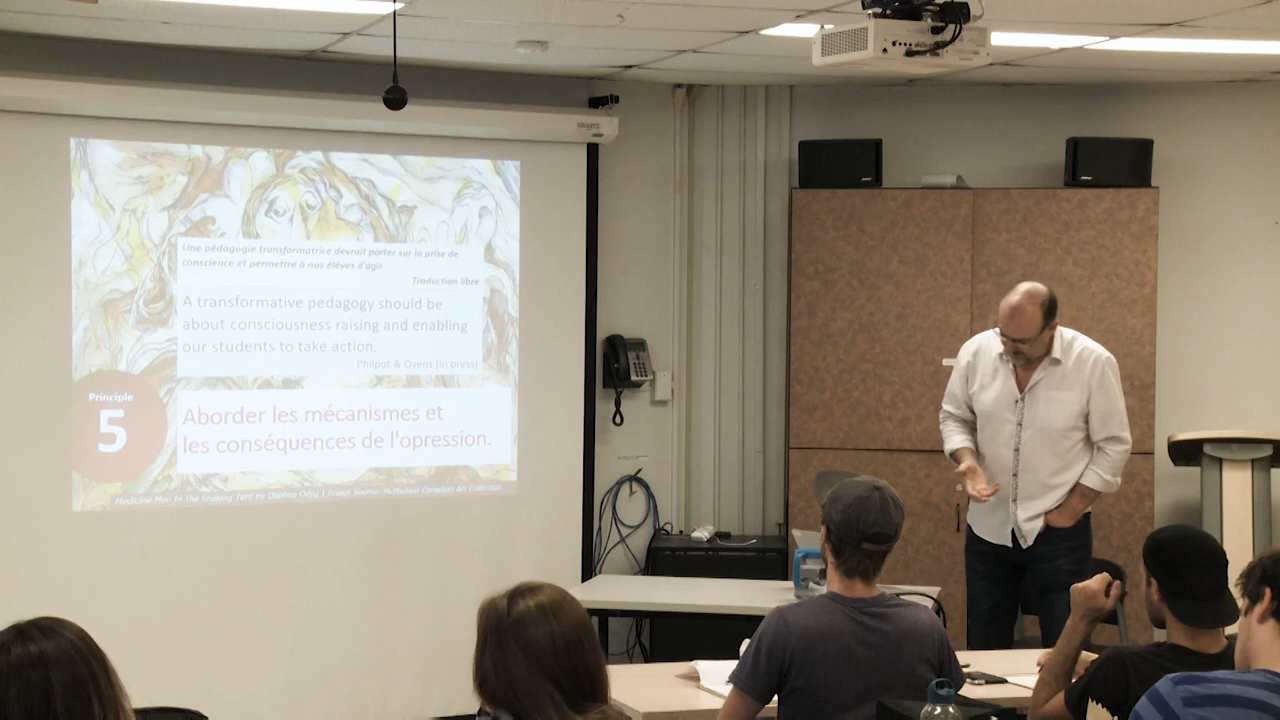 Une pédagogie transformatrice devrait porter sur la prise de
conscience et permettre à nos élèves d'agir.
Traduction libre
A transformative pedagogy should be
about consciousness raising and enabling
our students to take action.
Philpot & Ovens (in press)
Principle
5
Aborder les mécanismes et
les conséquences de l'opression.
Medicine Man In The Shaking Tent by Daphne Odjig | Image Source: McMicheal Canadian Art Collection